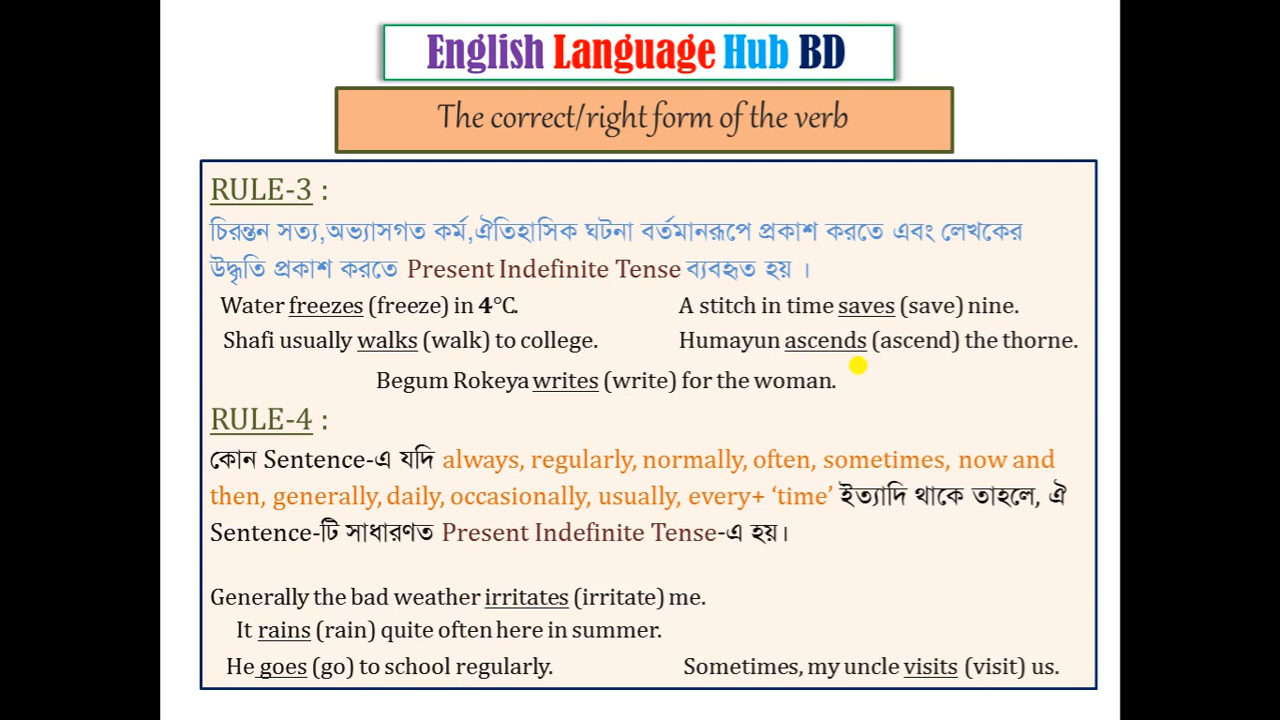 English Language Hub BD
The correct/right form of the verb
RULE-3 :
চিরন্তন সত্য,অভ্যাসগত কর্ম,ঐতিহাসিক ঘটনা বর্তমানরূপে প্রকাশ করতে এবং লেখকের
উদ্ধৃতি প্রকাশ করতে Present Indefinite Tense ব্যবহৃত হয় ।
Water freezes (freeze) in 4°C. A stitch in time saves (save) nine.
Shafi usually walks (walk) to college. Humayun ascends (ascend) the thorne.
Begum Rokeya writes (write) for the woman.
RULE-4 :
কোন Sentence-এ যদি always, regularly, normally, often, sometimes, now and
then, generally, daily, occasionally, usually, every+ ‘time’ ইত্যাদি থাকে তাহলে, ঐ
Sentence-টি সাধারণত Present Indefinite Tense-এ হয়।
Generally the bad weather irritates (irritate) me.
It rains (rain) quite often here in summer.
He goes (go) to school regularly. Sometimes, my uncle visits (visit) us.